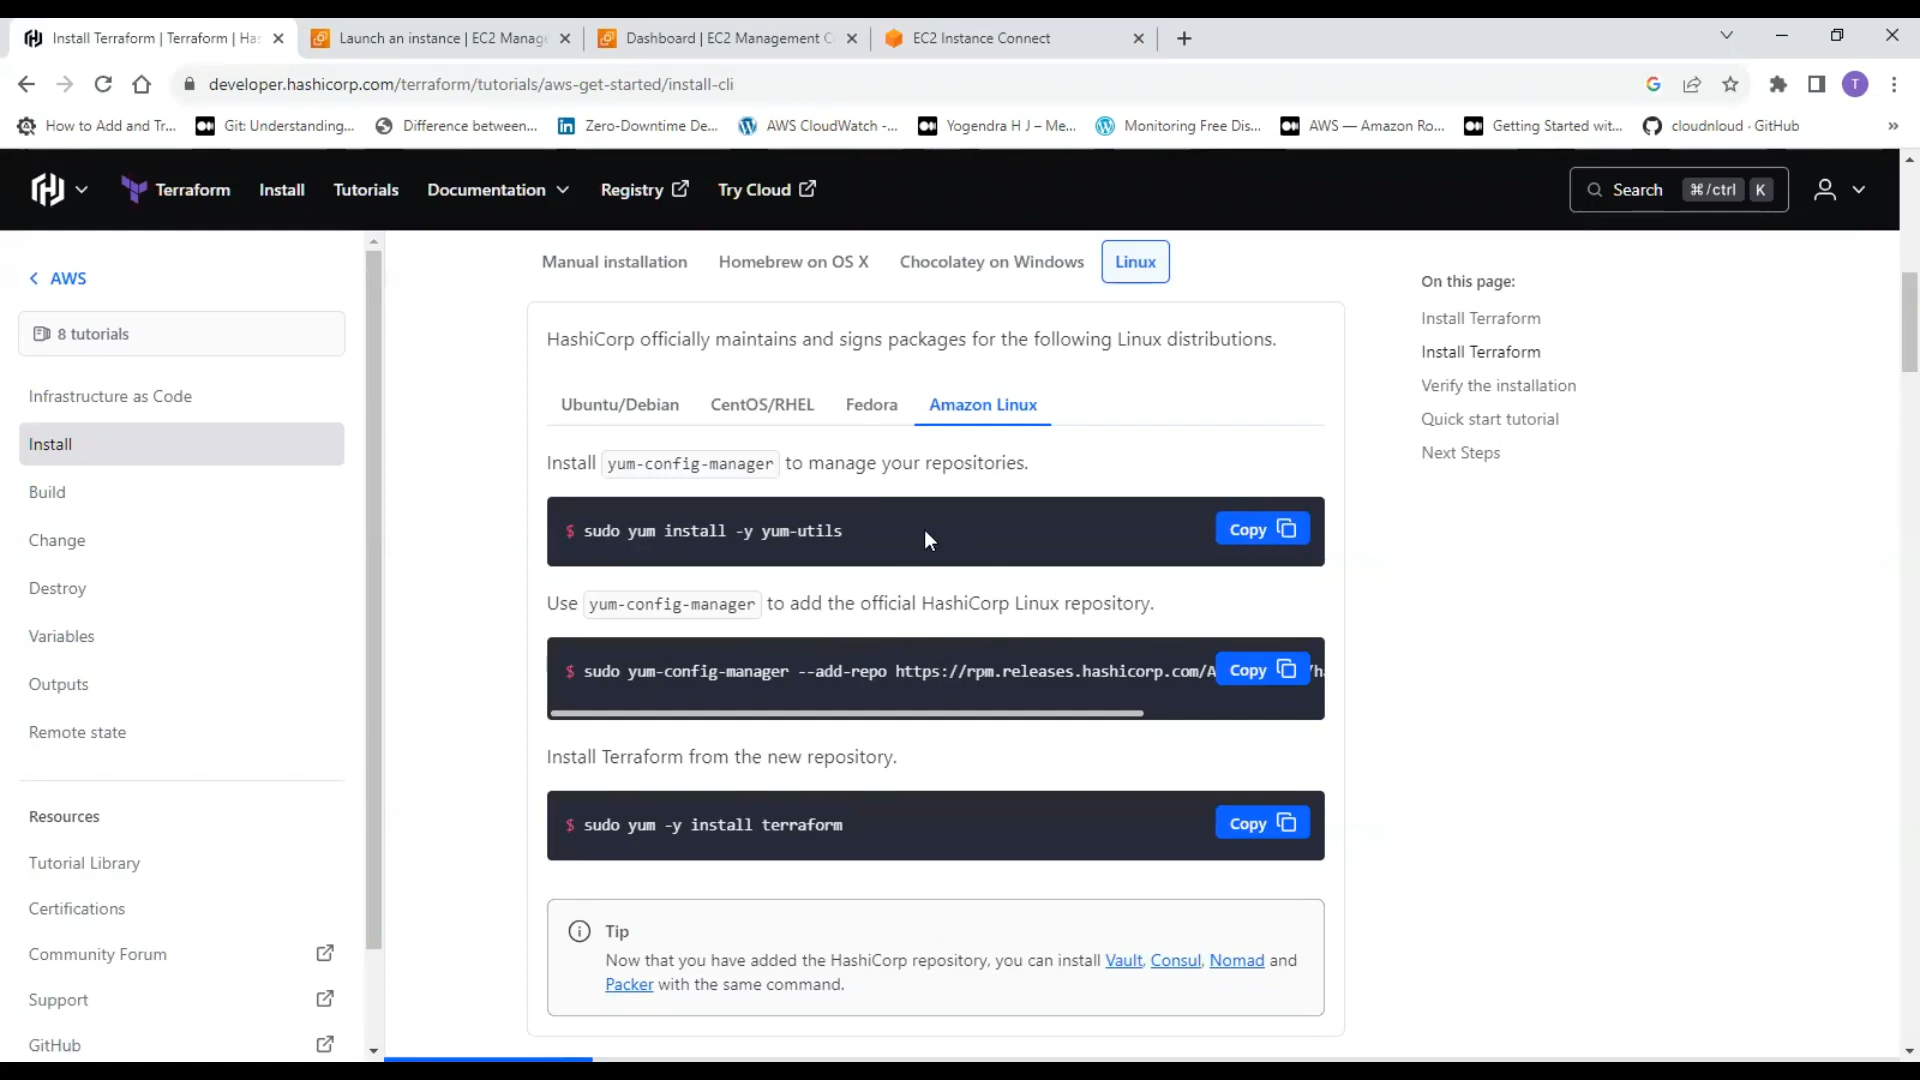 Install Terraform | Terraform | Ha
Launch an instance | EC2 Manag
Dashboard | EC2 Management C
EC2 Instance Connect
developer.hashicorp.com/terraform/tutorials/aws-get-started/install-cli
T
How to Add and Tr...
Git: Understanding...
Difference between...
Zero-Downtime De...
AWS CloudWatch -...
Yogendra H J – Me...
Monitoring Free Dis...
AWS — Amazon Ro...
Getting Started wit...
cloudnloud · GitHub
»
Terraform
Install
Tutorials
Documentation
Registry
Try Cloud
Search ⌘/ctrl K
AWS
8 tutorials
Infrastructure as Code
Install
Build
Change
Destroy
Variables
Outputs
Remote state
Resources
Tutorial Library
Certifications
Community Forum
Support
GitHub
Manual installation
Homebrew on OS X
Chocolatey on Windows
Linux
HashiCorp officially maintains and signs packages for the following Linux distributions.
Ubuntu/Debian
CentOS/RHEL
Fedora
Amazon Linux
Install yum-config-manager to manage your repositories.
$ sudo yum install -y yum-utils
Copy
Use yum-config-manager to add the official HashiCorp Linux repository.
$ sudo yum-config-manager --add-repo https://rpm.releases.hashicorp.com/A
Copy
Install Terraform from the new repository.
$ sudo yum -y install terraform
Copy
Tip
Now that you have added the HashiCorp repository, you can install Vault, Consul, Nomad and
Packer with the same command.
On this page:
Install Terraform
Install Terraform
Verify the installation
Quick start tutorial
Next Steps